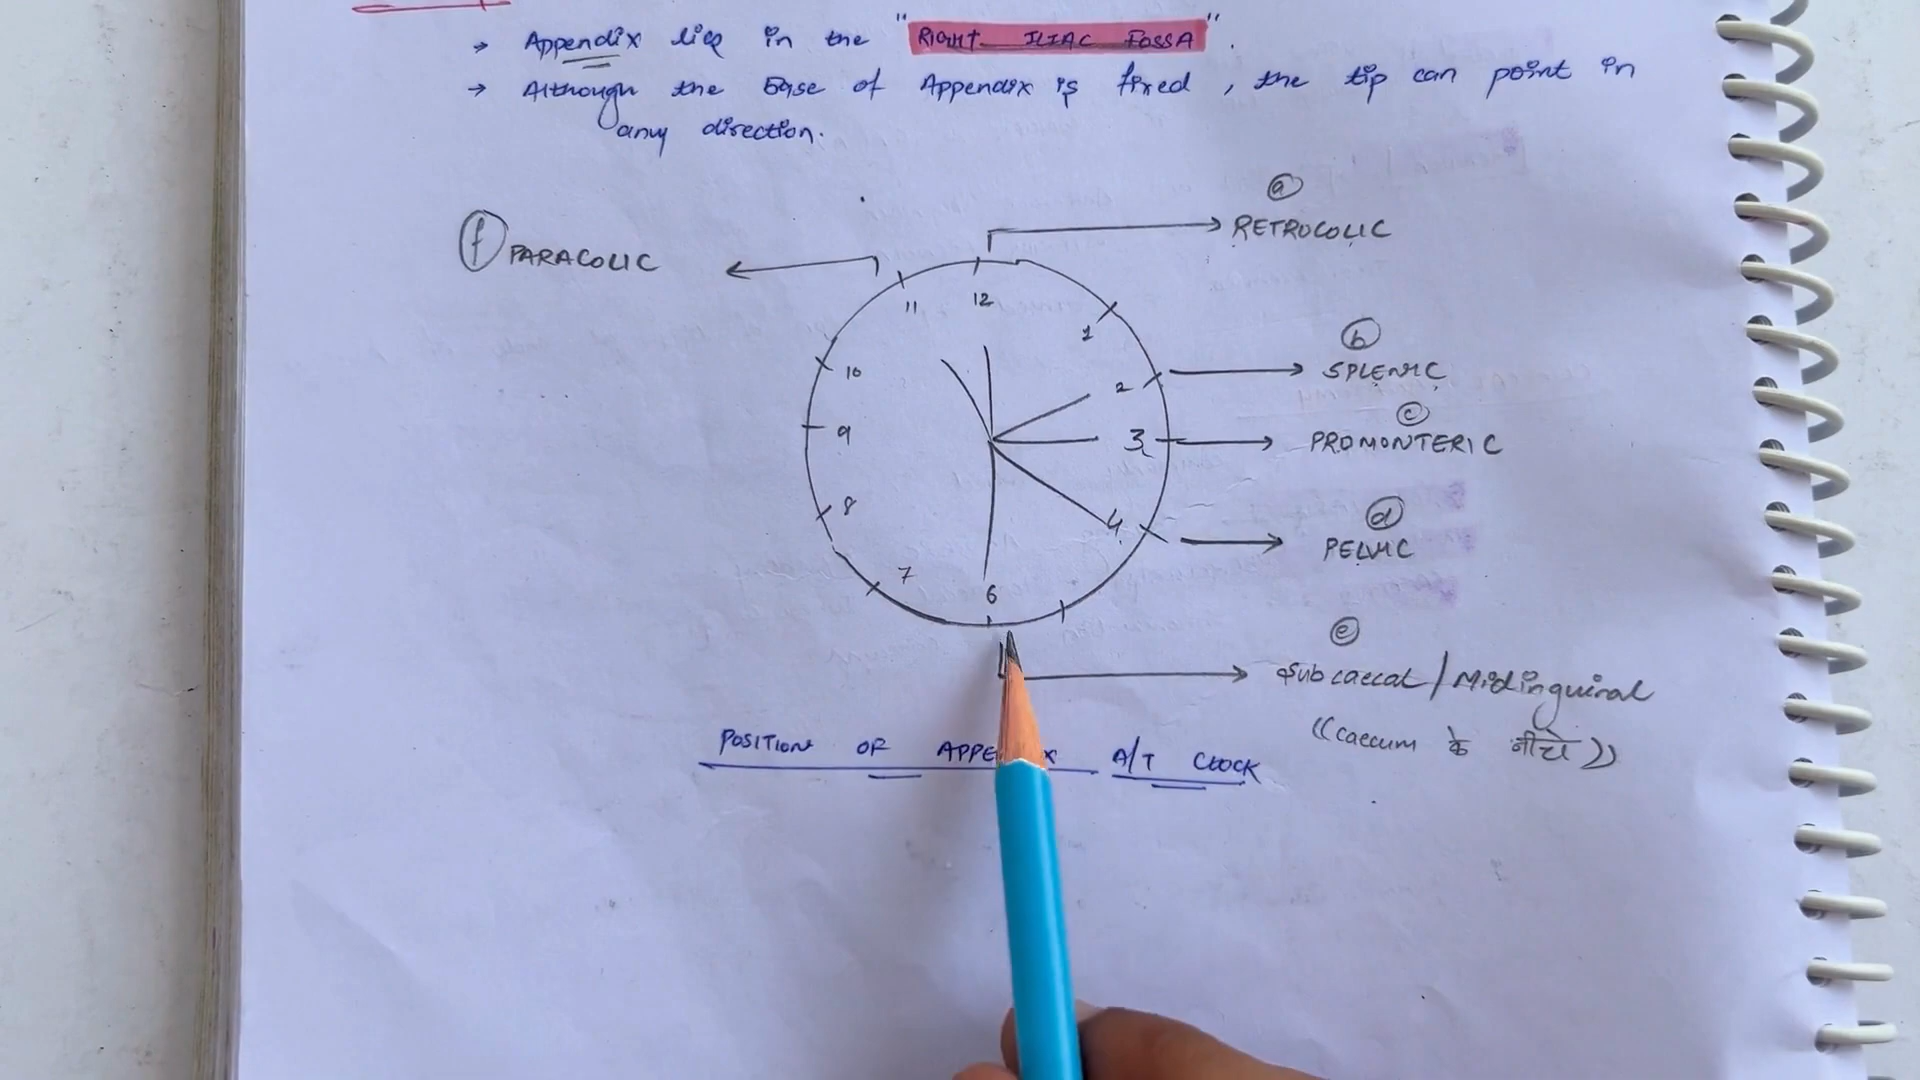 → Appendix lie in the "RIGHT ILIAC FOSSA".
→ Although the base of Appendix is fixed, the tip can point in
any direction.
(a)
RETROCOLIC
(f) PARACOLIC
11 12 1
(b)
10 2 SPLENIC
(c)
9 3 PROMONTERIC
(d)
8 4 PELVIC
7 6
(e)
Subcaecal / Midinguinal
((caecum के नीचे))
POSITION OF APPE X A/T CLOCK